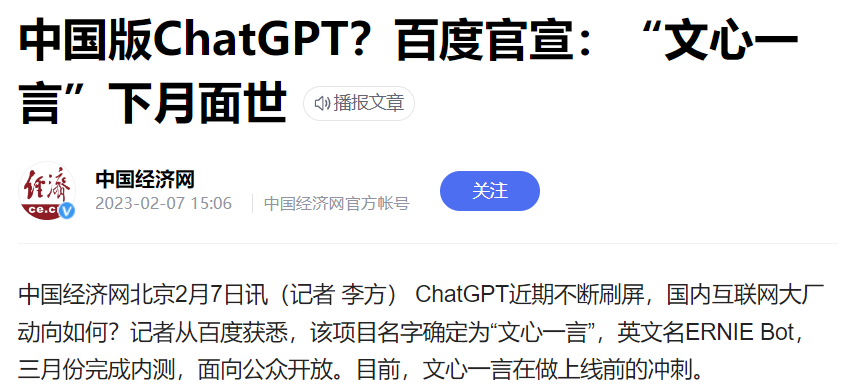 中国版ChatGPT？百度官宣：“文心一
言”下月面世 播报文章
经济 ce.cn 中国经济网
2023-02-07 15:06 中国经济网官方帐号 关注
中国经济网北京2月7日讯（记者 李方） ChatGPT近期不断刷屏，国内互联网大厂
动向如何？记者从百度获悉，该项目名字确定为“文心一言”，英文名ERNIE Bot，
三月份完成内测，面向公众开放。目前，文心一言在做上线前的冲刺。